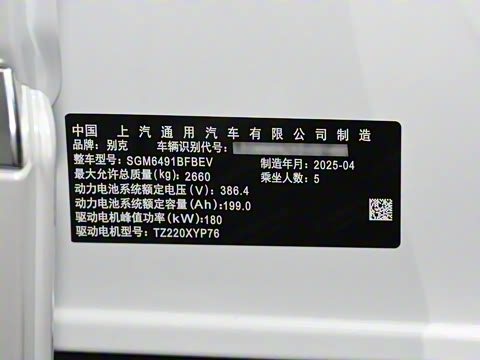 中国 上汽通用汽车有限公司制造
品牌：别克 车辆识别代号：
整车型号：SGM6491BFBEV 制造年月：2025-04
最大允许总质量(kg)：2660 乘坐人数：5
动力电池系统额定电压(V)：386.4
动力电池系统额定容量(Ah)：199.0
驱动电机峰值功率(kW)：180
驱动电机型号：TZ220XYP76